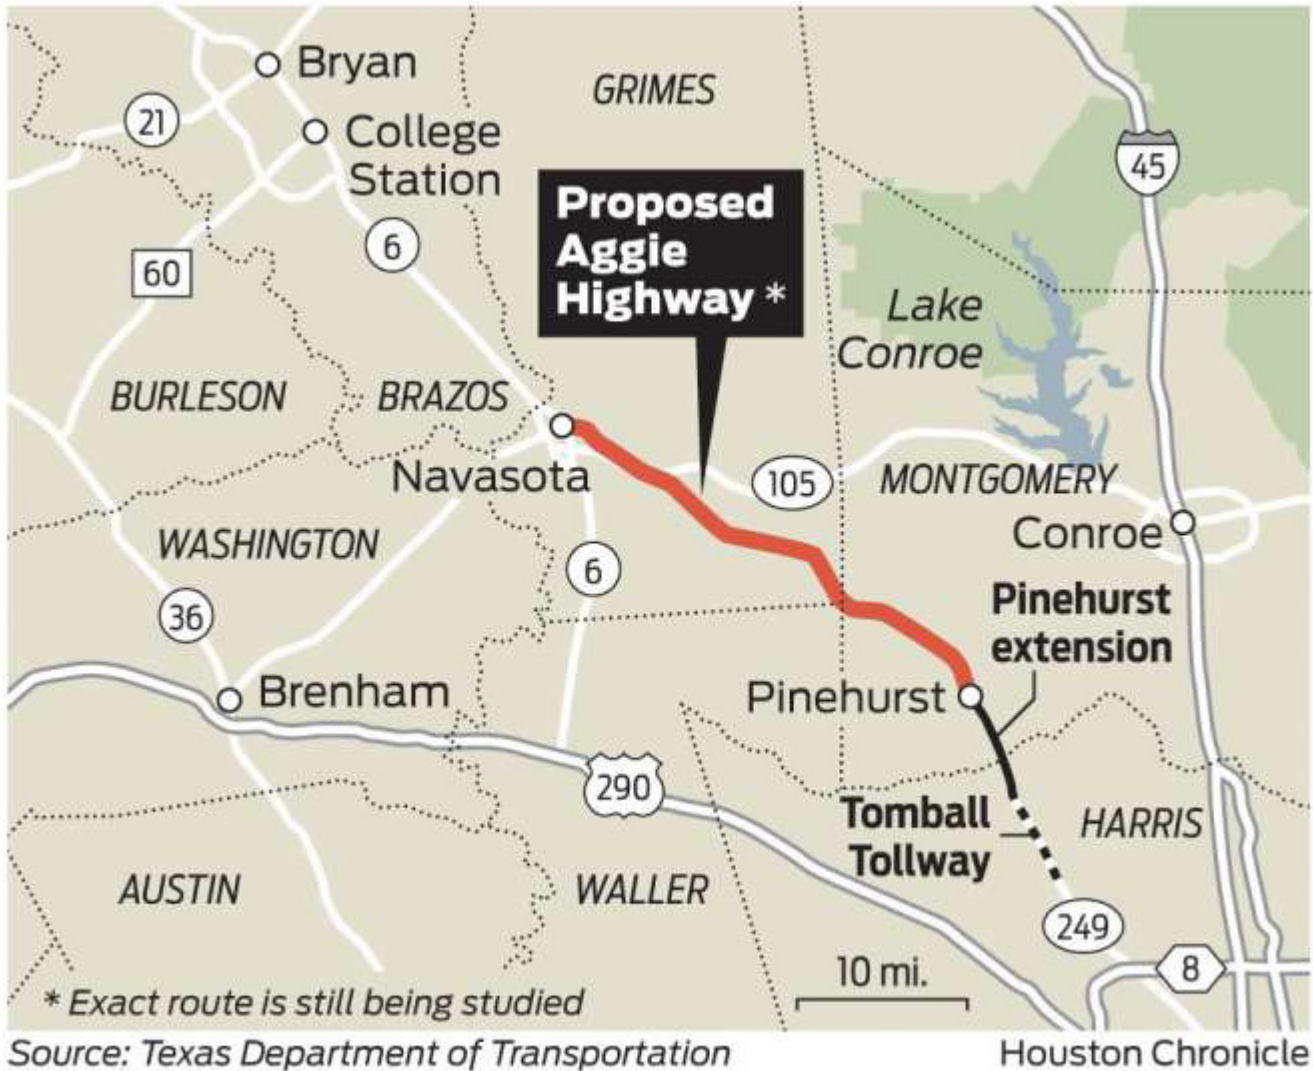 Bryan
GRIMES
21
College
Station
45
Proposed
Aggie
Highway *
6
60
Lake
Conroe
BURLESON
BRAZOS
Navasota
105
MONTGOMERY
Conroe
WASHINGTON
6
36
Pinehurst
extension
Brenham
Pinehurst
290
Tomball
Tollway
HARRIS
AUSTIN
WALLER
249
10 mi.
8
* Exact route is still being studied
Source: Texas Department of Transportation
Houston Chronicle